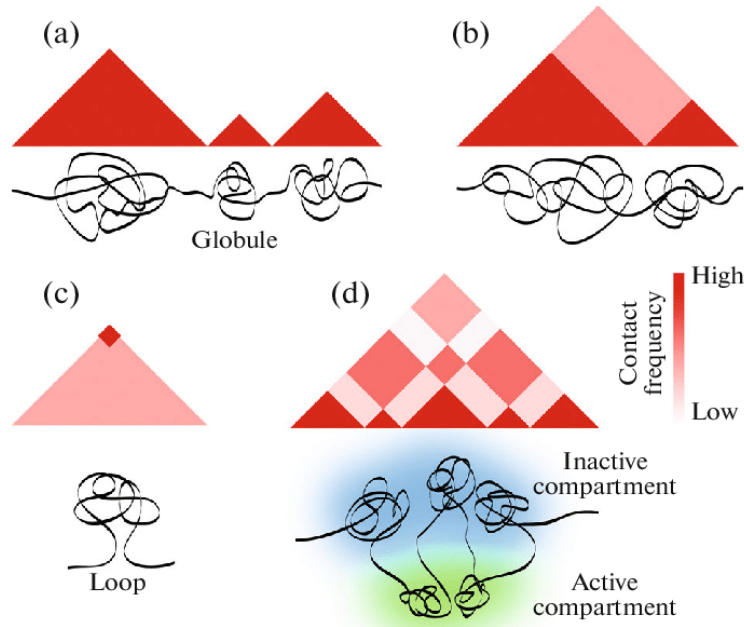 (a)
(b)
Globule
(c)
(d)
High
Contact
frequency
Low
Inactive
compartment
Loop
Active
compartment